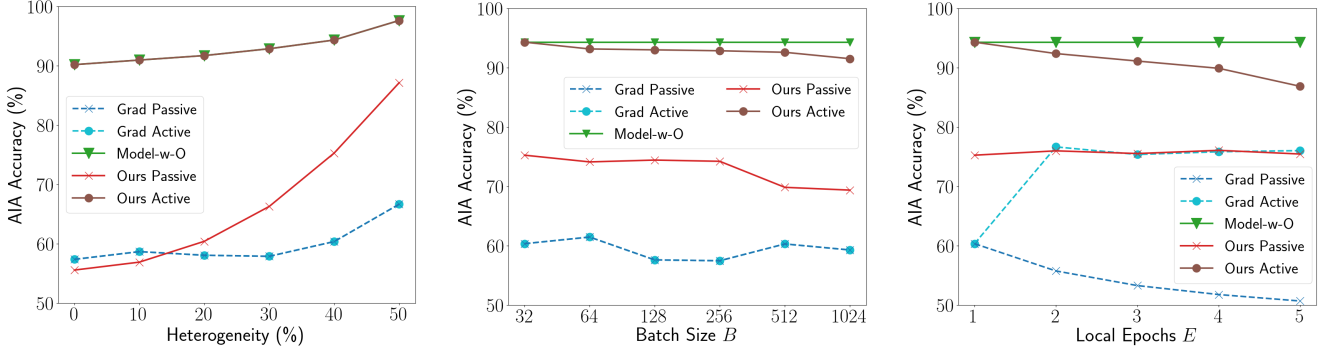 100
90
80
70
60
50
AIA Accuracy (%)
Grad Passive
Grad Active
Model-w-O
Ours Passive
Ours Active
0 10 20 30 40 50
Heterogeneity (%)
100
90
80
70
60
50
AIA Accuracy (%)
Grad Passive Ours Passive
Grad Active Ours Active
Model-w-O
32 64 128 256 512 1024
Batch Size B
100
90
80
70
60
50
AIA Accuracy (%)
Grad Passive
Grad Active
Model-w-O
Ours Passive
Ours Active
1 2 3 4 5
Local Epochs E